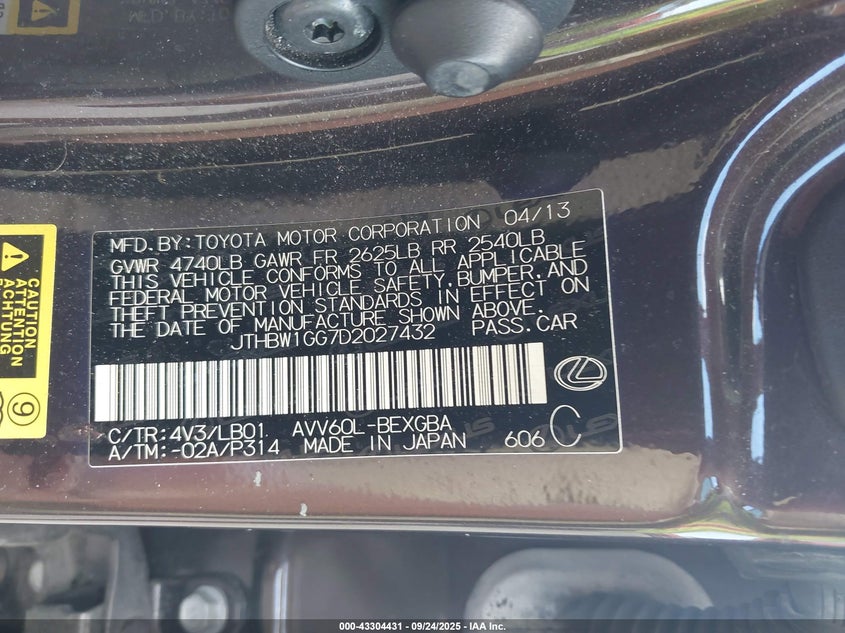 MFD. BY: TOYOTA MOTOR CORPORATION 04/13
GVWR 4740LB GAWR FR 2625LB RR 2540LB
THIS VEHICLE CONFORMS TO ALL APPLICABLE
FEDERAL MOTOR VEHICLE SAFETY, BUMPER, AND
THEFT PREVENTION STANDARDS IN EFFECT ON
THE DATE OF MANUFACTURE SHOWN ABOVE.
JTHBW1GG7D2027432 PASS. CAR
C/TR: 4V3/LB01 AVV60L-BEXGBA
A/TM: -02A/P314 MADE IN JAPAN 606 C
CAUTION
ATTENTION
ACHTUNG
9
000-43304431 - 09/24/2025 - IAA Inc.